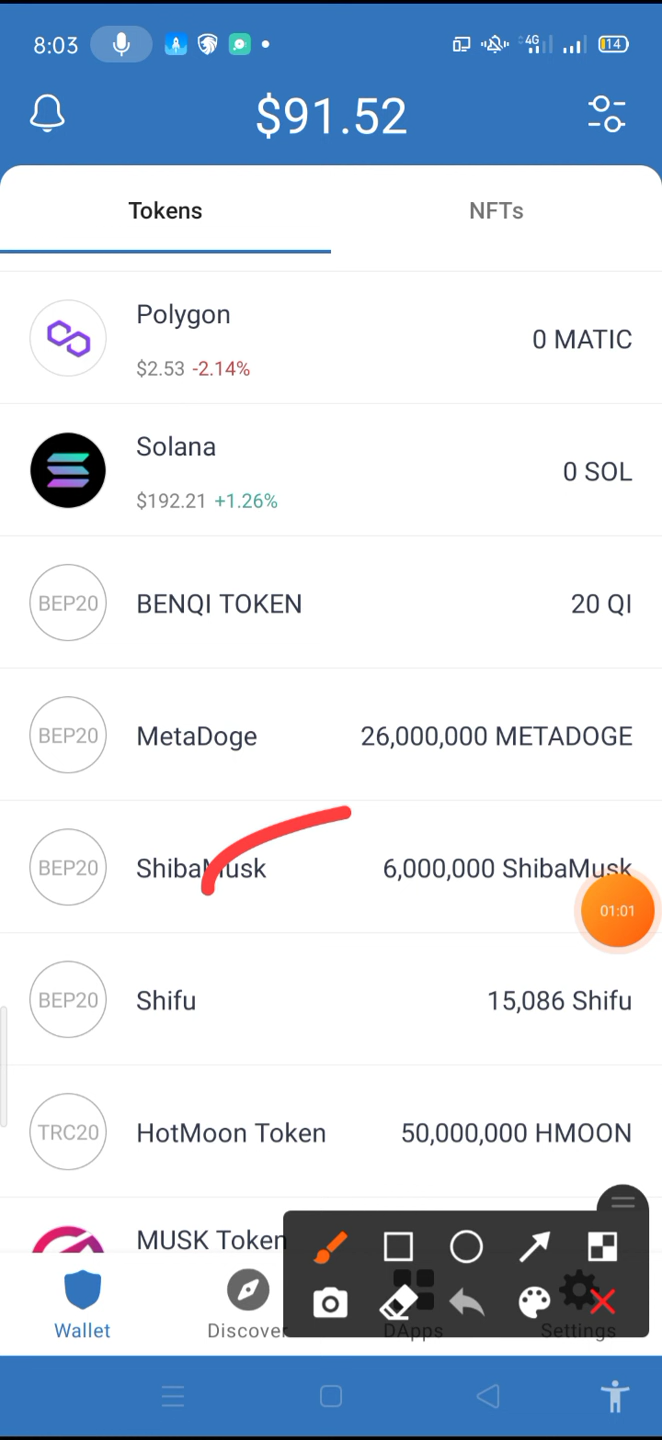 8:03 4G 14
$91.52
Tokens NFTs
Polygon
0 MATIC
$2.53 -2.14%
Solana
0 SOL
$192.21 +1.26%
BEP20 BENQI TOKEN 20 QI
BEP20 MetaDoge 26,000,000 METADOGE
BEP20 ShibaMusk 6,000,000 ShibaMusk
01:01
BEP20 Shifu 15,086 Shifu
TRC20 HotMoon Token 50,000,000 HMOON
MUSK Token
Wallet Discover DApps Settings